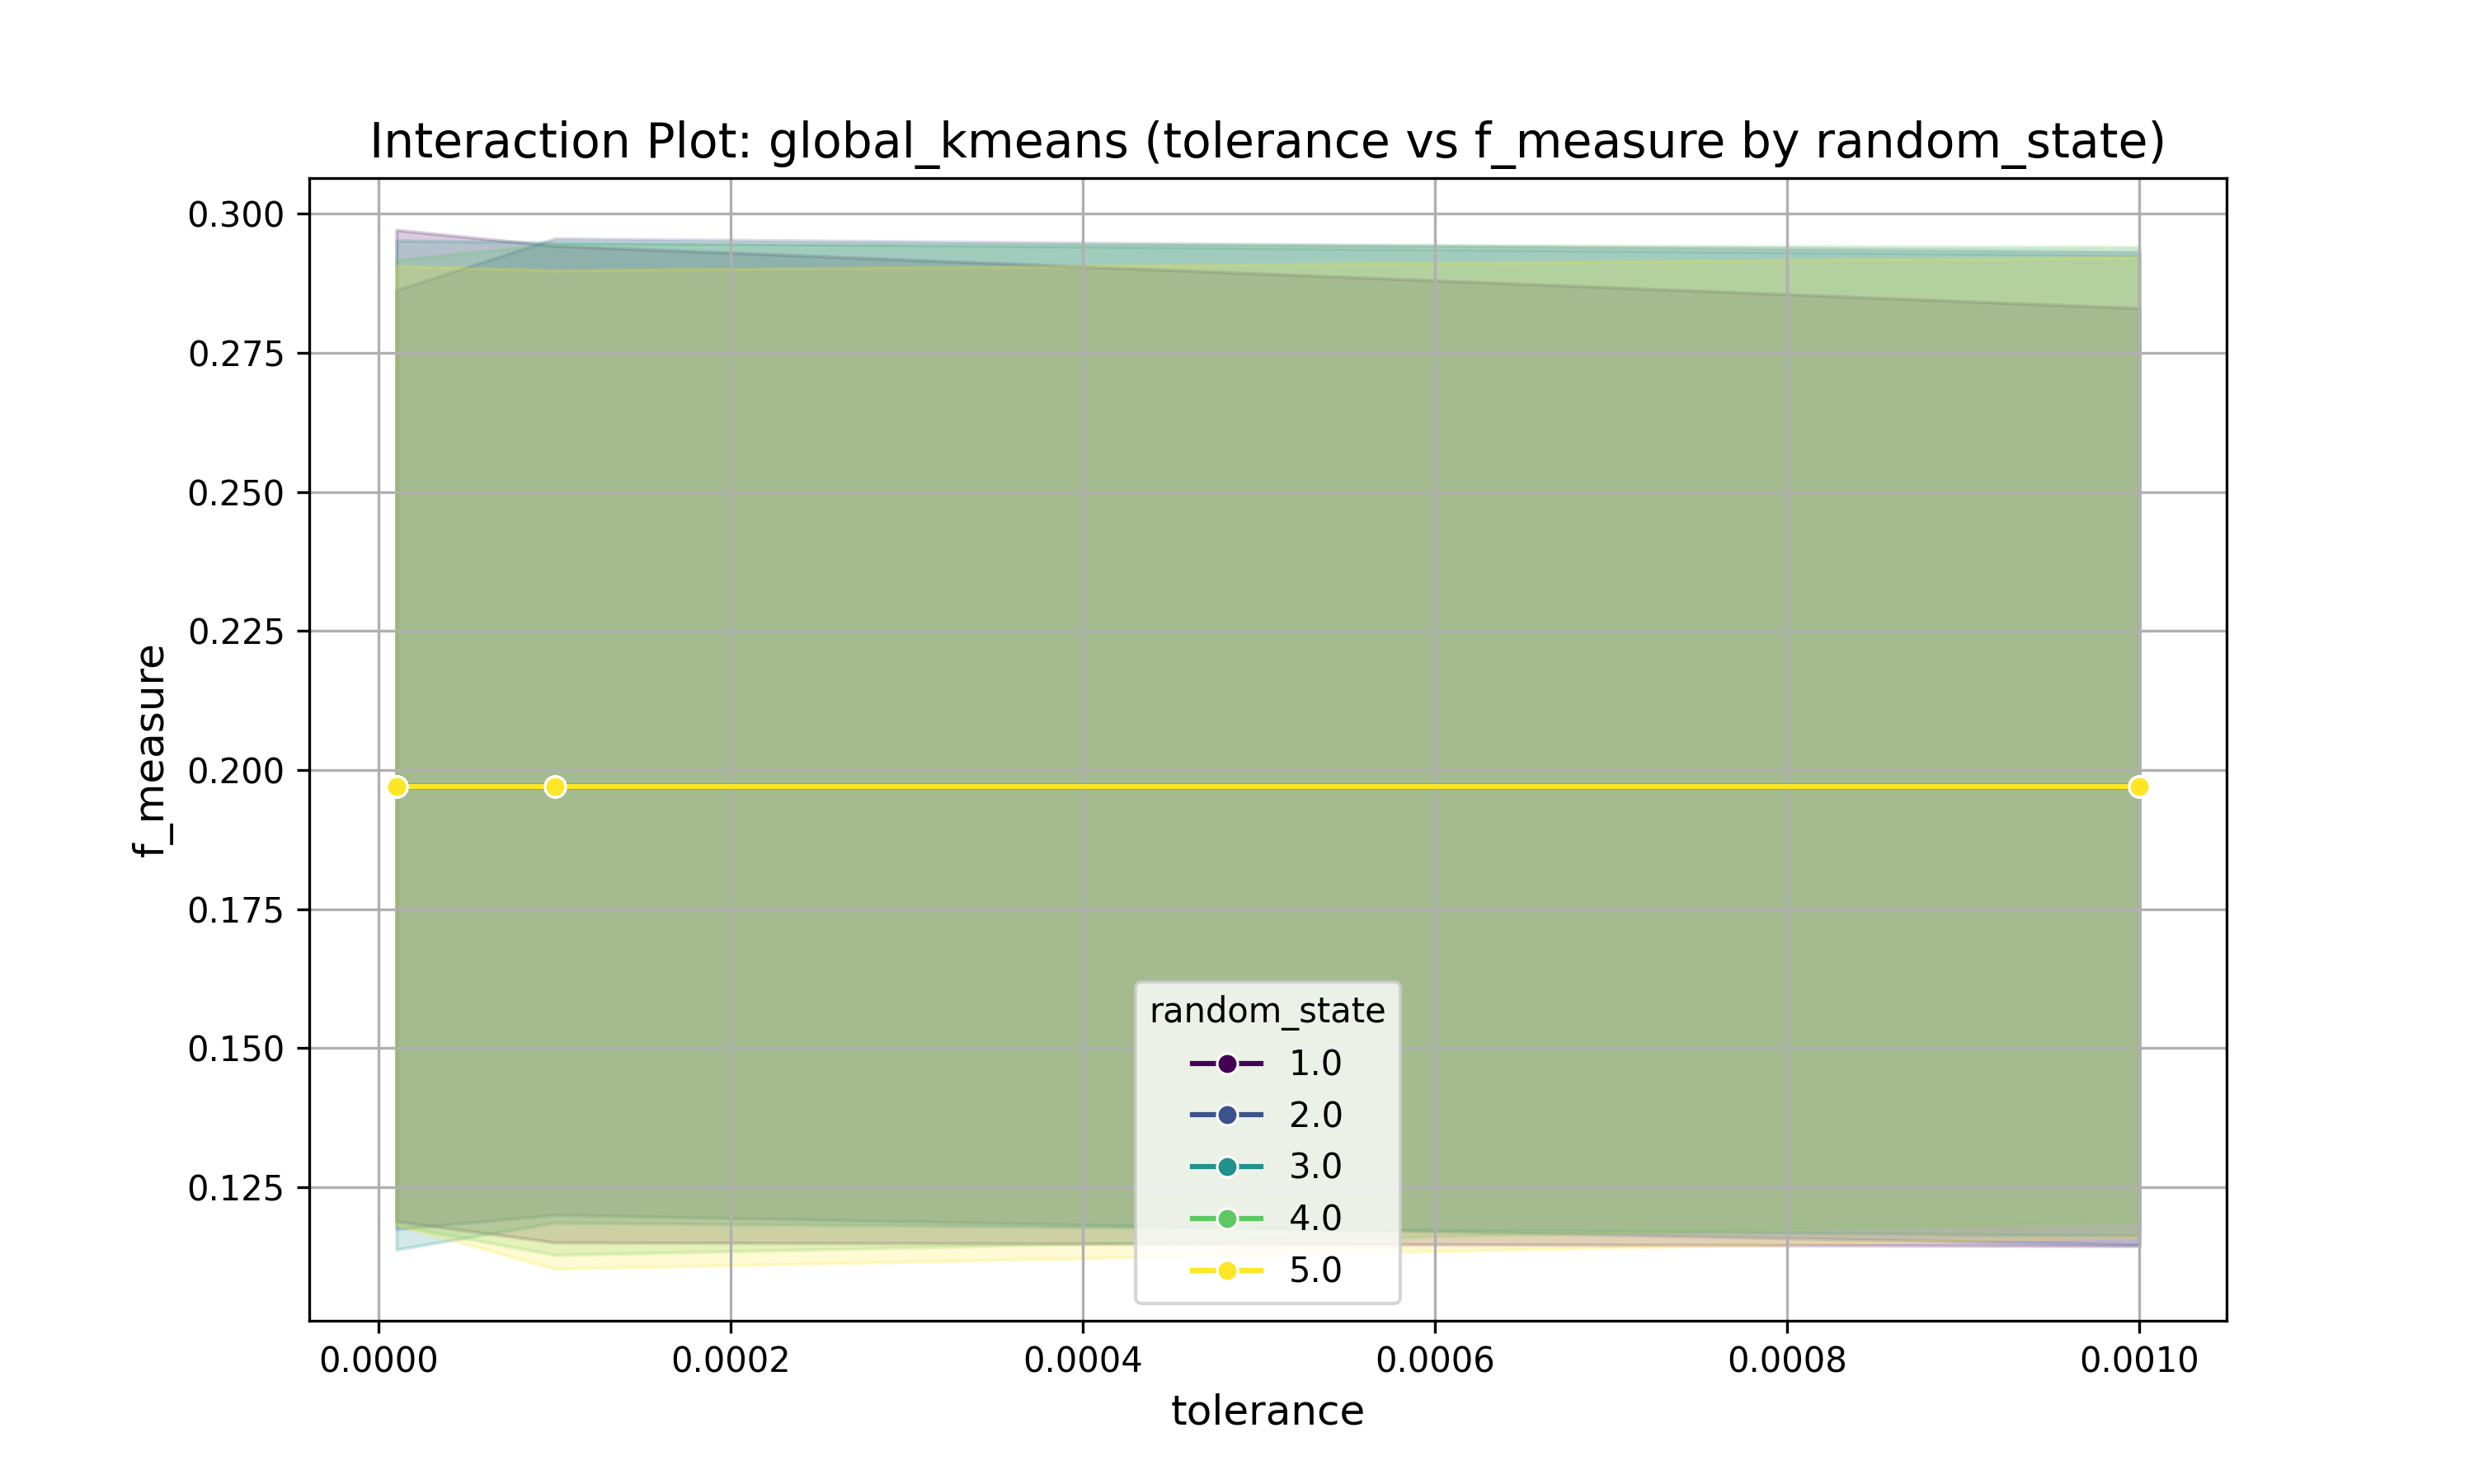 Interaction Plot: global_kmeans (tolerance vs f_measure by random_state)
0.300
0.275
0.250
0.225
0.200
0.175
0.150
0.125
f_measure
random_state
1.0
2.0
3.0
4.0
5.0
0.0000 0.0002 0.0004 0.0006 0.0008 0.0010
tolerance